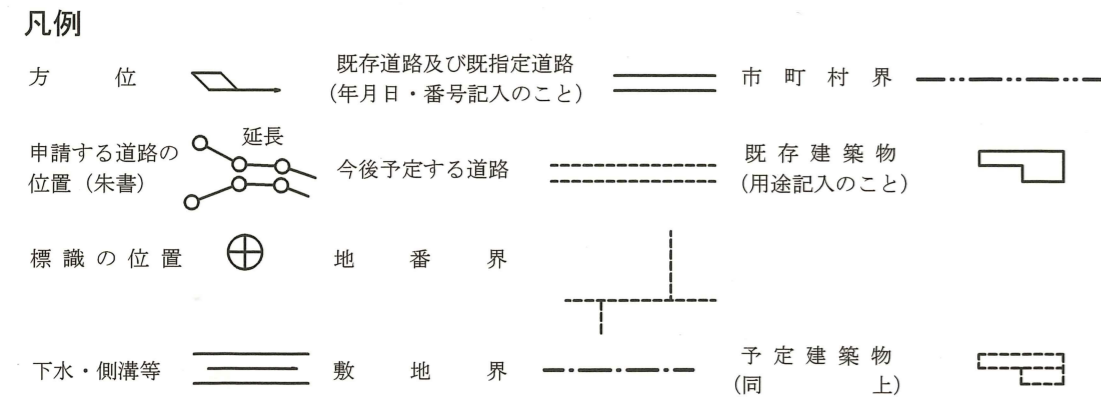 凡例
方位
既存道路及び既指定道路
(年月日・番号記入のこと)
市町村界
申請する道路の
位置(朱書)
延長
今後予定する道路
既存建築物
(用途記入のこと)
標識の位置
地番界
下水・側溝等
敷地界
予定建築物
(同上)